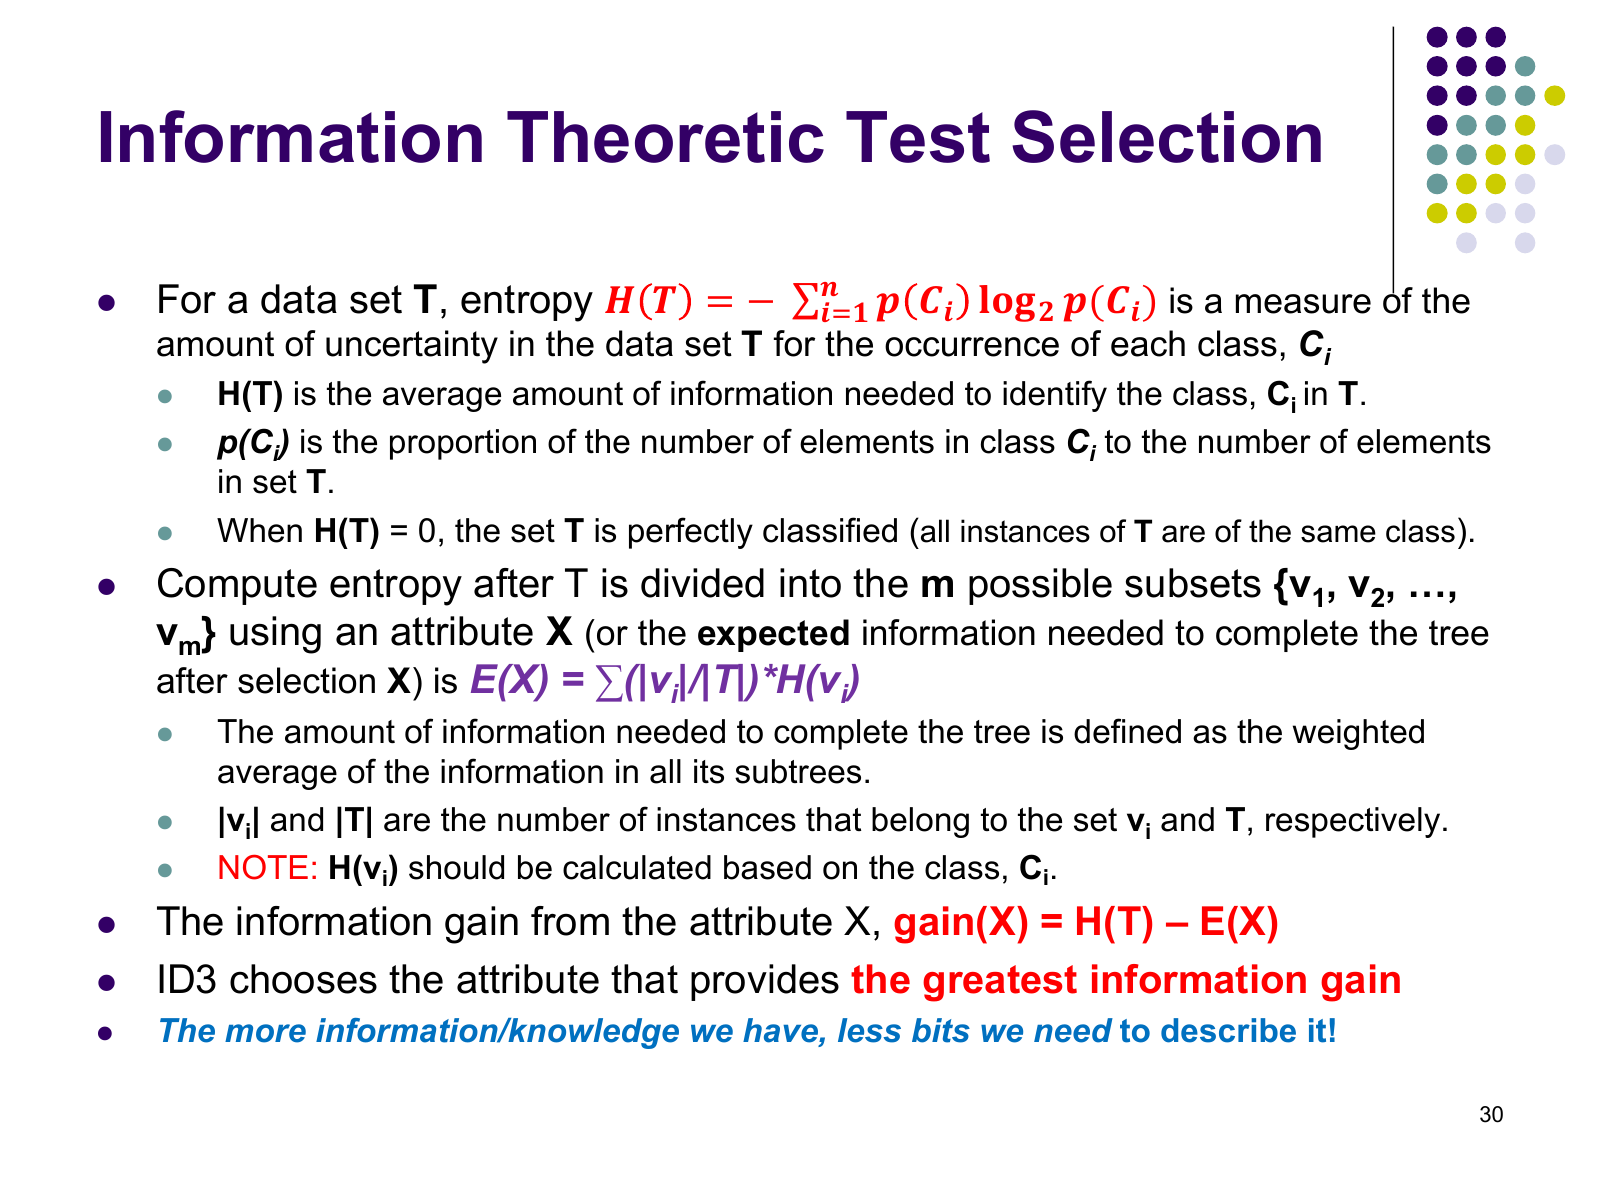 Information Theoretic Test Selection
● For a data set T, entropy H(T) = − ∑ⁿᵢ₌₁ p(Cᵢ) log₂ p(Cᵢ) is a measure of the
amount of uncertainty in the data set T for the occurrence of each class, Cᵢ
● H(T) is the average amount of information needed to identify the class, Cᵢ in T.
● p(Cᵢ) is the proportion of the number of elements in class Cᵢ to the number of elements
in set T.
● When H(T) = 0, the set T is perfectly classified (all instances of T are of the same class).
● Compute entropy after T is divided into the m possible subsets {v₁, v₂, …,
vₘ} using an attribute X (or the expected information needed to complete the tree
after selection X) is E(X) = ∑(|vᵢ|/|T|)*H(vᵢ)
● The amount of information needed to complete the tree is defined as the weighted
average of the information in all its subtrees.
● |vᵢ| and |T| are the number of instances that belong to the set vᵢ and T, respectively.
● NOTE: H(vᵢ) should be calculated based on the class, Cᵢ.
● The information gain from the attribute X, gain(X) = H(T) – E(X)
● ID3 chooses the attribute that provides the greatest information gain
● The more information/knowledge we have, less bits we need to describe it!
30